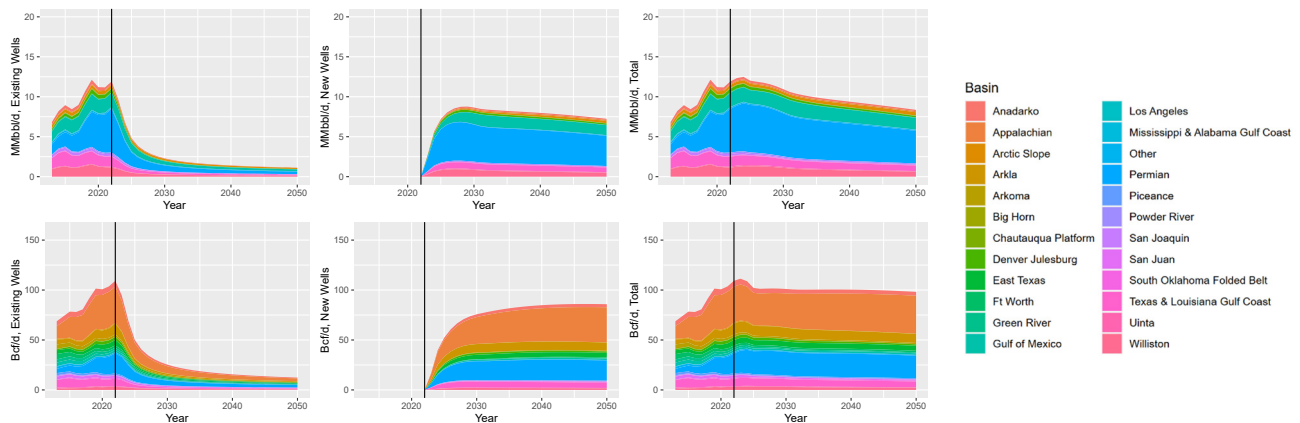 MMbbl/d, Existing Wells
20
15
10
5
0
2020 2030 2040 2050
Year
MMbbl/d, New Wells
20
15
10
5
0
2020 2030 2040 2050
Year
MMbbl/d, Total
20
15
10
5
0
2020 2030 2040 2050
Year
Bcf/d, Existing Wells
150
100
50
0
2020 2030 2040 2050
Year
Bcf/d, New Wells
150
100
50
0
2020 2030 2040 2050
Year
Bcf/d, Total
150
100
50
0
2020 2030 2040 2050
Year
Basin
Anadarko
Appalachian
Arctic Slope
Arkla
Arkoma
Big Horn
Chautauqua Platform
Denver Julesburg
East Texas
Ft Worth
Green River
Gulf of Mexico
Los Angeles
Mississippi & Alabama Gulf Coast
Other
Permian
Piceance
Powder River
San Joaquin
San Juan
South Oklahoma Folded Belt
Texas & Louisiana Gulf Coast
Uinta
Williston